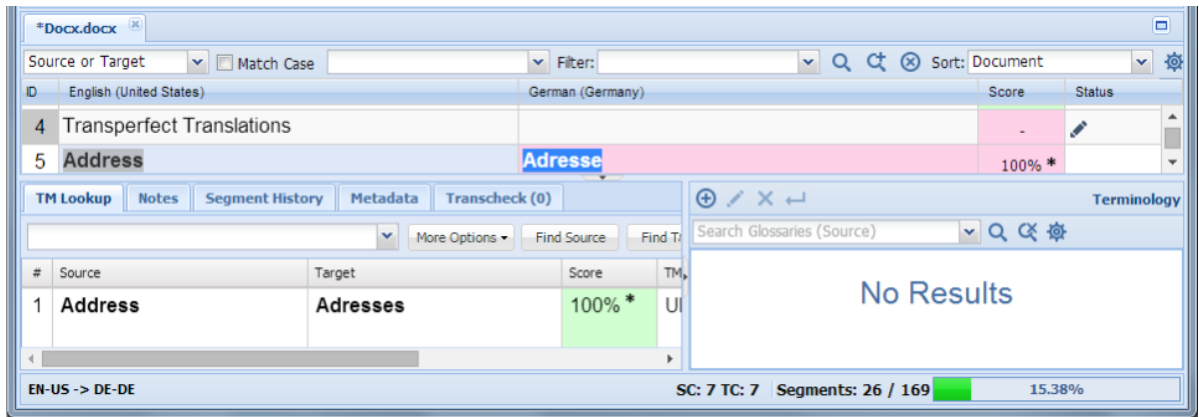 *Docx.docx
Source or Target Match Case Filter: Sort: Document
ID English (United States) German (Germany) Score Status
4 Transperfect Translations -
5 Address Adresse 100% *
TM Lookup Notes Segment History Metadata Transcheck (0) Terminology
More Options Find Source Find Ta Search Glossaries (Source)
# Source Target Score TM
1 Address Adresses 100% * No Results
EN-US -> DE-DE SC: 7 TC: 7 Segments: 26 / 169 15.38%